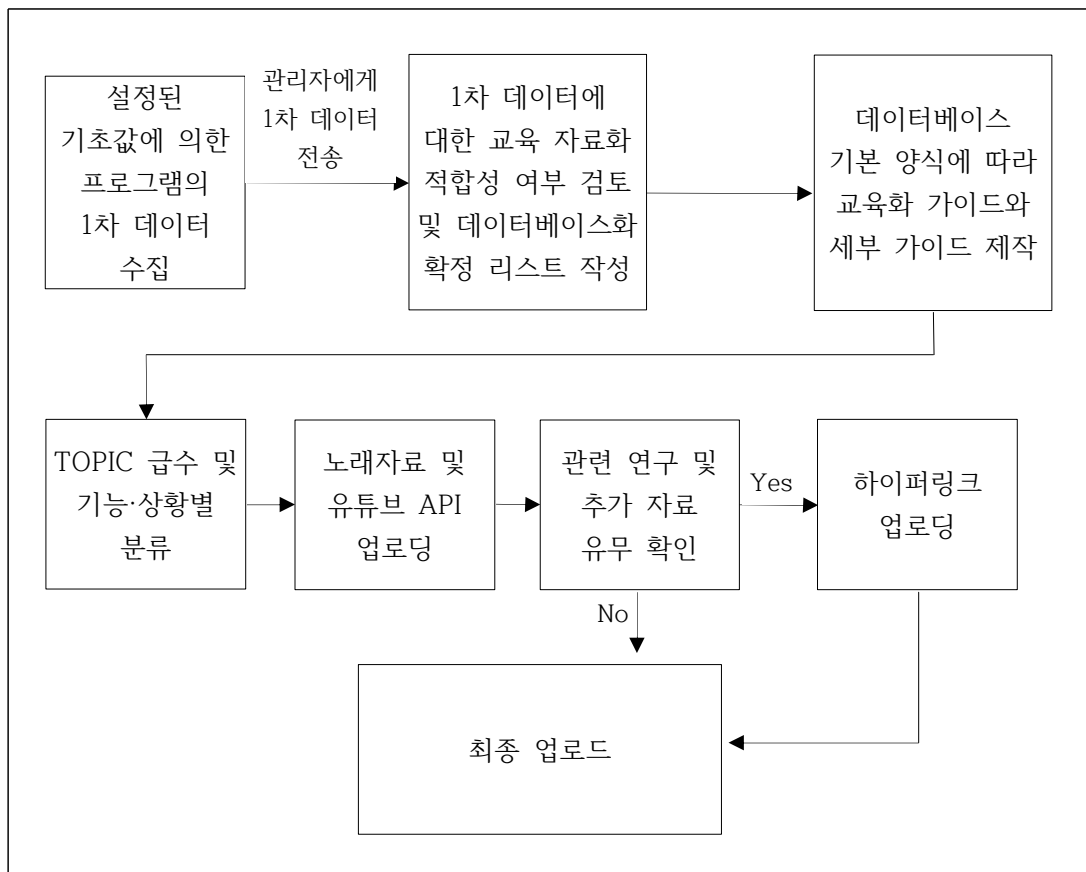 설정된
기초값에 의한
프로그램의
1차 데이터
수집
관리자에게
1차 데이터
전송
1차 데이터에
대한 교육 자료화
적합성 여부 검토
및 데이터베이스화
확정 리스트 작성
데이터베이스
기본 양식에 따라
교육화 가이드와
세부 가이드 제작
TOPIC 급수 및
기능·상황별
분류
노래자료 및
유튜브 API
업로딩
관련 연구 및
추가 자료
유무 확인
Yes
하이퍼링크
업로딩
No
최종 업로드